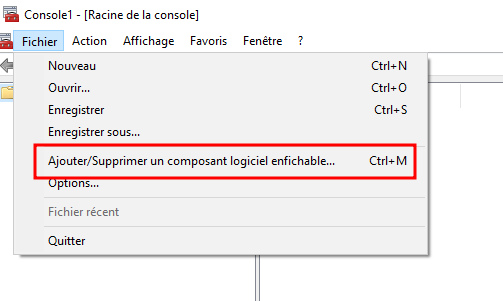 Console1 - [Racine de la console]
Fichier Action Affichage Favoris Fenêtre ?
Nouveau Ctrl+N
Ouvrir... Ctrl+O
Enregistrer Ctrl+S
Enregistrer sous...
Ajouter/Supprimer un composant logiciel enfichable... Ctrl+M
Options...
Fichier récent
Quitter